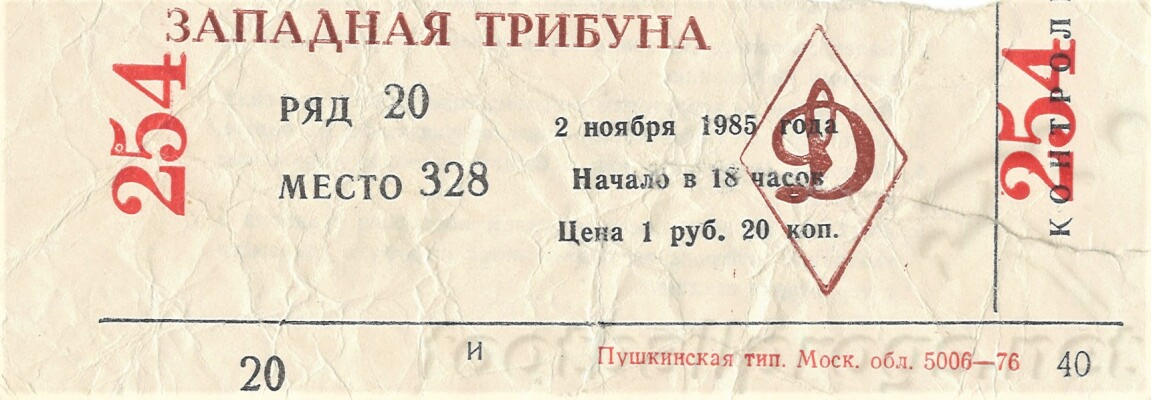 ЗАПАДНАЯ ТРИБУНА
254
РЯД 20
МЕСТО 328
2 ноября 1985 года
Начало в 18 часов
Цена 1 руб. 20 коп.
Д
254
КОНТРОЛ
20
И
Пушкинская тип. Моск. обл. 5006—76
40